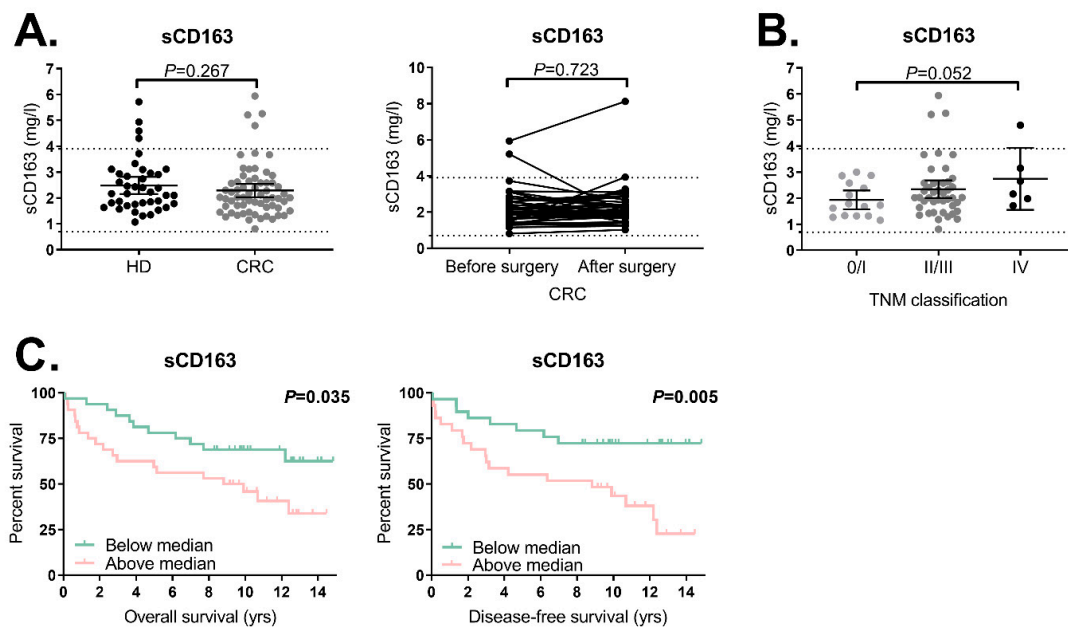 A.
sCD163
P=0.267
sCD163 (mg/l)
7
6
5
4
3
2
1
0
HD
CRC
sCD163
P=0.723
sCD163 (mg/l)
10
8
6
4
2
0
Before surgery
After surgery
CRC
B.
sCD163
P=0.052
sCD163 (mg/l)
7
6
5
4
3
2
1
0
0/I
II/III
IV
TNM classification
C.
sCD163
P=0.035
Percent survival
100
75
50
25
0
Below median
Above median
0 2 4 6 8 10 12 14
Overall survival (yrs)
sCD163
P=0.005
Percent survival
100
75
50
25
0
Below median
Above median
0 2 4 6 8 10 12 14
Disease-free survival (yrs)